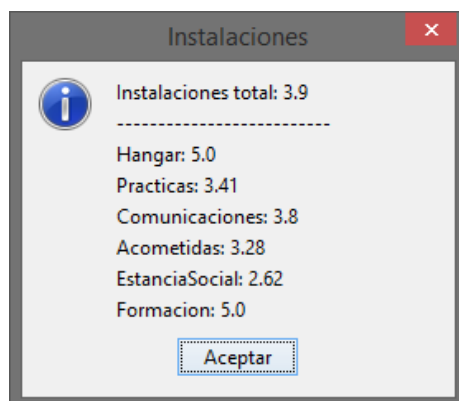 Instalaciones
Instalaciones total: 3.9
--------------------------
Hangar: 5.0
Practicas: 3.41
Comunicaciones: 3.8
Acometidas: 3.28
EstanciaSocial: 2.62
Formacion: 5.0
Aceptar